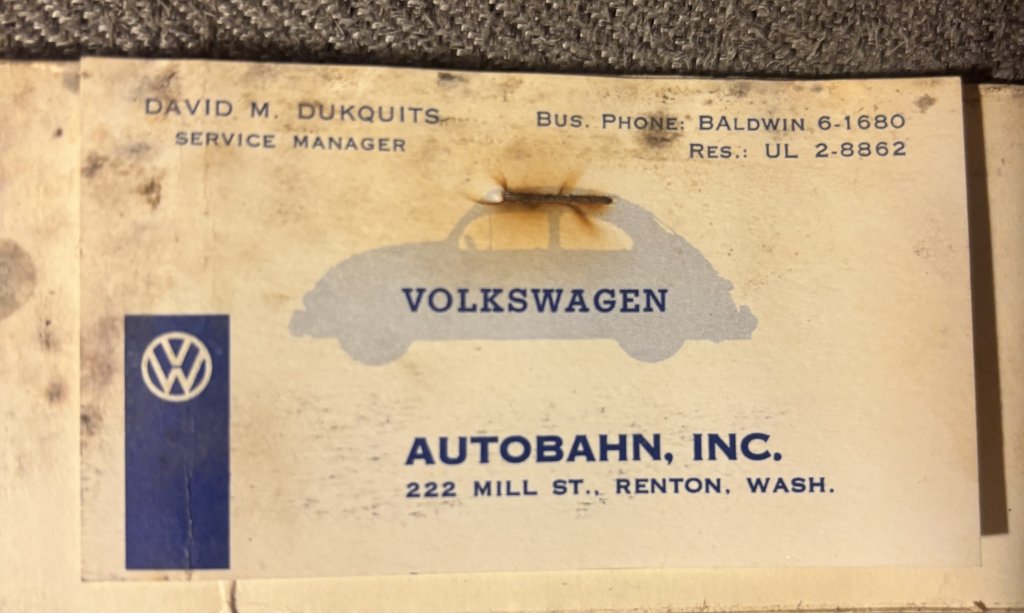 DAVID M. DUKQUITS
SERVICE MANAGER
BUS. PHONE: BALDWIN 6-1680
RES.: UL 2-8862
VOLKSWAGEN
VW
AUTOBAHN, INC.
222 MILL ST., RENTON, WASH.